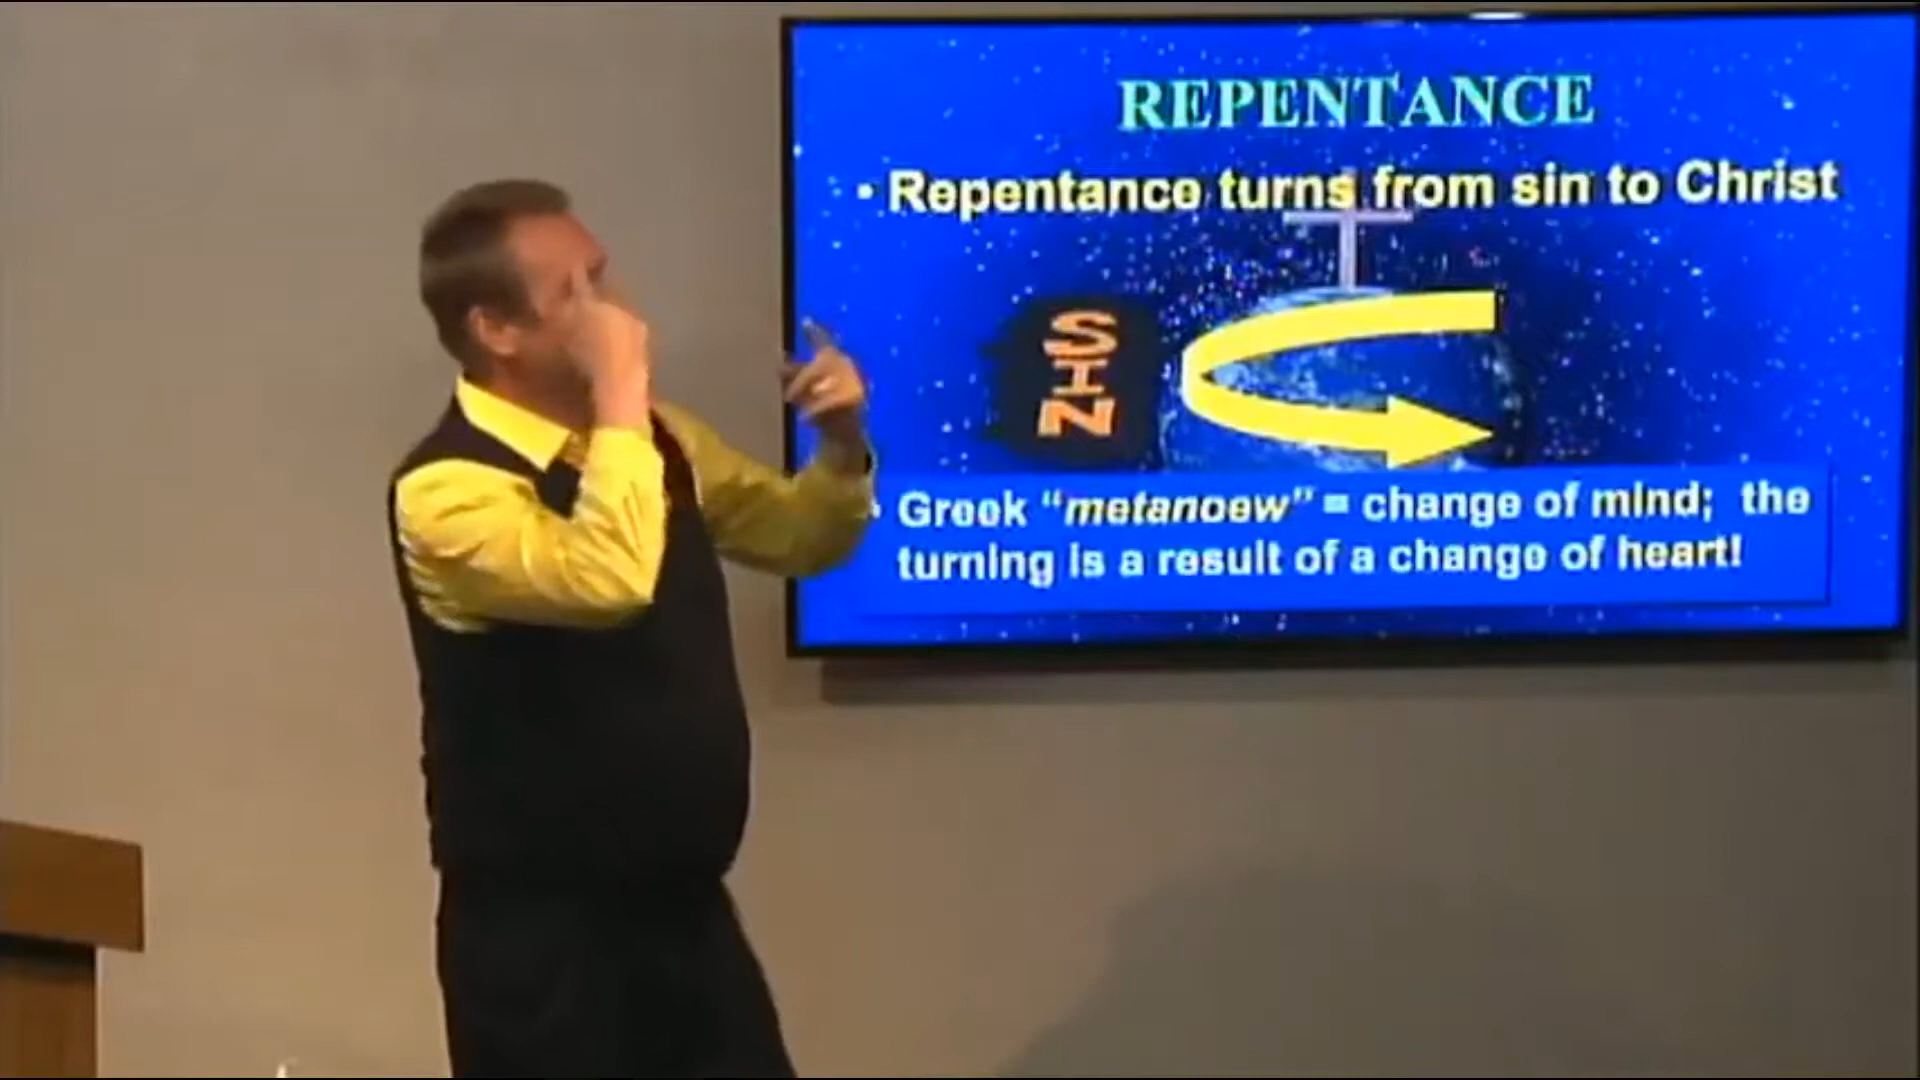 REPENTANCE
• Repentance turns from sin to Christ
SIN
• Greek “metanoew” = change of mind; the
turning is a result of a change of heart!